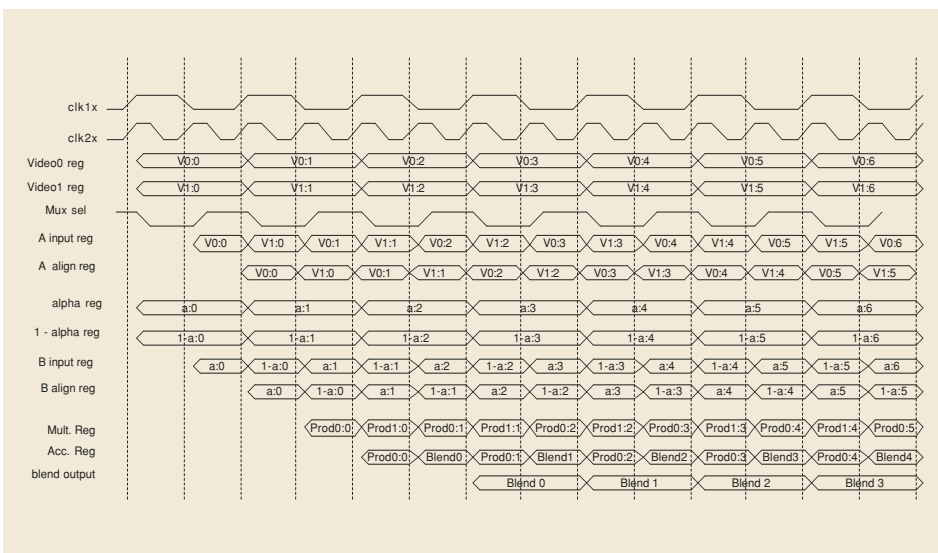 clk1x
clk2x
Video0 reg V0:0 V0:1 V0:2 V0:3 V0:4 V0:5 V0:6
Video1 reg V1:0 V1:1 V1:2 V1:3 V1:4 V1:5 V1:6
Mux sel
A input reg V0:0 V1:0 V0:1 V1:1 V0:2 V1:2 V0:3 V1:3 V0:4 V1:4 V0:5 V1:5 V0:6
A align reg V0:0 V1:0 V0:1 V1:1 V0:2 V1:2 V0:3 V1:3 V0:4 V1:4 V0:5 V1:5
alpha reg a:0 a:1 a:2 a:3 a:4 a:5 a:6
1 - alpha reg 1-a:0 1-a:1 1-a:2 1-a:3 1-a:4 1-a:5 1-a:6
B input reg a:0 1-a:0 a:1 1-a:1 a:2 1-a:2 a:3 1-a:3 a:4 1-a:4 a:5 1-a:5 a:6
B align reg a:0 1-a:0 a:1 1-a:1 a:2 1-a:2 a:3 1-a:3 a:4 1-a:4 a:5 1-a:5
Mult. Reg Prod0:0 Prod1:0 Prod0:1 Prod1:1 Prod0:2 Prod1:2 Prod0:3 Prod1:3 Prod0:4 Prod1:4 Prod0:5
Acc. Reg Prod0:0 Blend0 Prod0:1 Blend1 Prod0:2 Blend2 Prod0:3 Blend3 Prod0:4 Blend4
blend output Blend 0 Blend 1 Blend 2 Blend 3